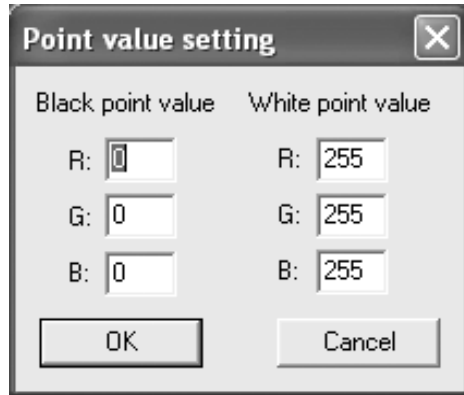 Point value setting
Black point value White point value
R: 0 R: 255
G: 0 G: 255
B: 0 B: 255
OK Cancel